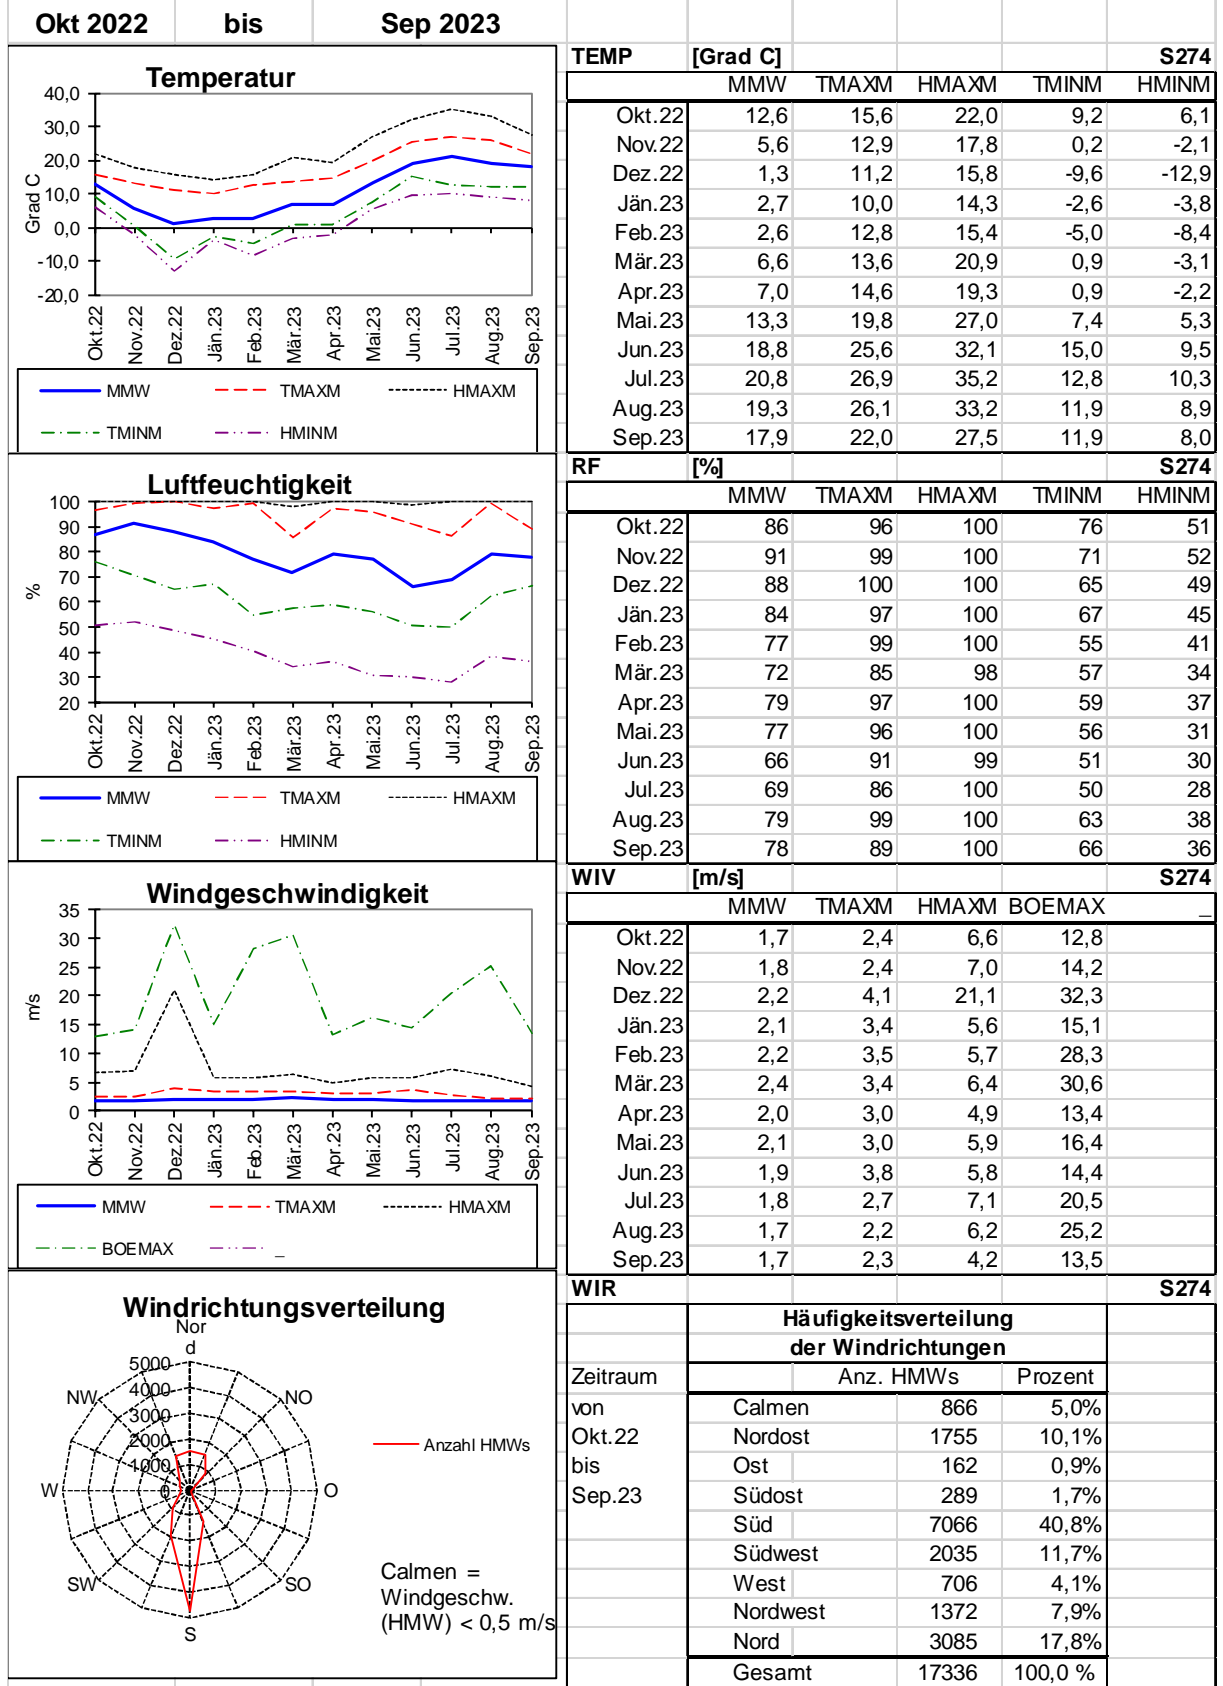 Okt 2022 bis Sep 2023
Temperatur
40,0
30,0
20,0
10,0
0,0
-10,0
-20,0
Grad C
Okt.22 Nov.22 Dez.22 Jän.23 Feb.23 Mär.23 Apr.23 Mai.23 Jun.23 Jul.23 Aug.23 Sep.23
MMW TMAXM HMAXM
TMINM HMINM
TEMP [Grad C] S274
MMW TMAXM HMAXM TMINM HMINM
Okt.22 12,6 15,6 22,0 9,2 6,1
Nov.22 5,6 12,9 17,8 0,2 -2,1
Dez.22 1,3 11,2 15,8 -9,6 -12,9
Jän.23 2,7 10,0 14,3 -2,6 -3,8
Feb.23 2,6 12,8 15,4 -5,0 -8,4
Mär.23 6,6 13,6 20,9 0,9 -3,1
Apr.23 7,0 14,6 19,3 0,9 -2,2
Mai.23 13,3 19,8 27,0 7,4 5,3
Jun.23 18,8 25,6 32,1 15,0 9,5
Jul.23 20,8 26,9 35,2 12,8 10,3
Aug.23 19,3 26,1 33,2 11,9 8,9
Sep.23 17,9 22,0 27,5 11,9 8,0
Luftfeuchtigkeit
100
90
80
70
60
50
40
30
20
%
Okt.22 Nov.22 Dez.22 Jän.23 Feb.23 Mär.23 Apr.23 Mai.23 Jun.23 Jul.23 Aug.23 Sep.23
MMW TMAXM HMAXM
TMINM HMINM
RF [%] S274
MMW TMAXM HMAXM TMINM HMINM
Okt.22 86 96 100 76 51
Nov.22 91 99 100 71 52
Dez.22 88 100 100 65 49
Jän.23 84 97 100 67 45
Feb.23 77 99 100 55 41
Mär.23 72 85 98 57 34
Apr.23 79 97 100 59 37
Mai.23 77 96 100 56 31
Jun.23 66 91 99 51 30
Jul.23 69 86 100 50 28
Aug.23 79 99 100 63 38
Sep.23 78 89 100 66 36
Windgeschwindigkeit
35
30
25
20
15
10
5
0
m/s
Okt.22 Nov.22 Dez.22 Jän.23 Feb.23 Mär.23 Apr.23 Mai.23 Jun.23 Jul.23 Aug.23 Sep.23
MMW TMAXM HMAXM
BOEMAX _
WIV [m/s] S274
MMW TMAXM HMAXM BOEMAX _
Okt.22 1,7 2,4 6,6 12,8
Nov.22 1,8 2,4 7,0 14,2
Dez.22 2,2 4,1 21,1 32,3
Jän.23 2,1 3,4 5,6 15,1
Feb.23 2,2 3,5 5,7 28,3
Mär.23 2,4 3,4 6,4 30,6
Apr.23 2,0 3,0 4,9 13,4
Mai.23 2,1 3,0 5,9 16,4
Jun.23 1,9 3,8 5,8 14,4
Jul.23 1,8 2,7 7,1 20,5
Aug.23 1,7 2,2 6,2 25,2
Sep.23 1,7 2,3 4,2 13,5
Windrichtungsverteilung
Nor
d
5000
4000
3000
2000
1000
0
NW NO
W O
SW SO
S
Anzahl HMWs
Calmen =
Windgeschw.
(HMW) < 0,5 m/s
WIR S274
Häufigkeitsverteilung
der Windrichtungen
Zeitraum Anz. HMWs Prozent
von Calmen 866 5,0%
Okt.22 Nordost 1755 10,1%
bis Ost 162 0,9%
Sep.23 Südost 289 1,7%
Süd 7066 40,8%
Südwest 2035 11,7%
West 706 4,1%
Nordwest 1372 7,9%
Nord 3085 17,8%
Gesamt 17336 100,0 %